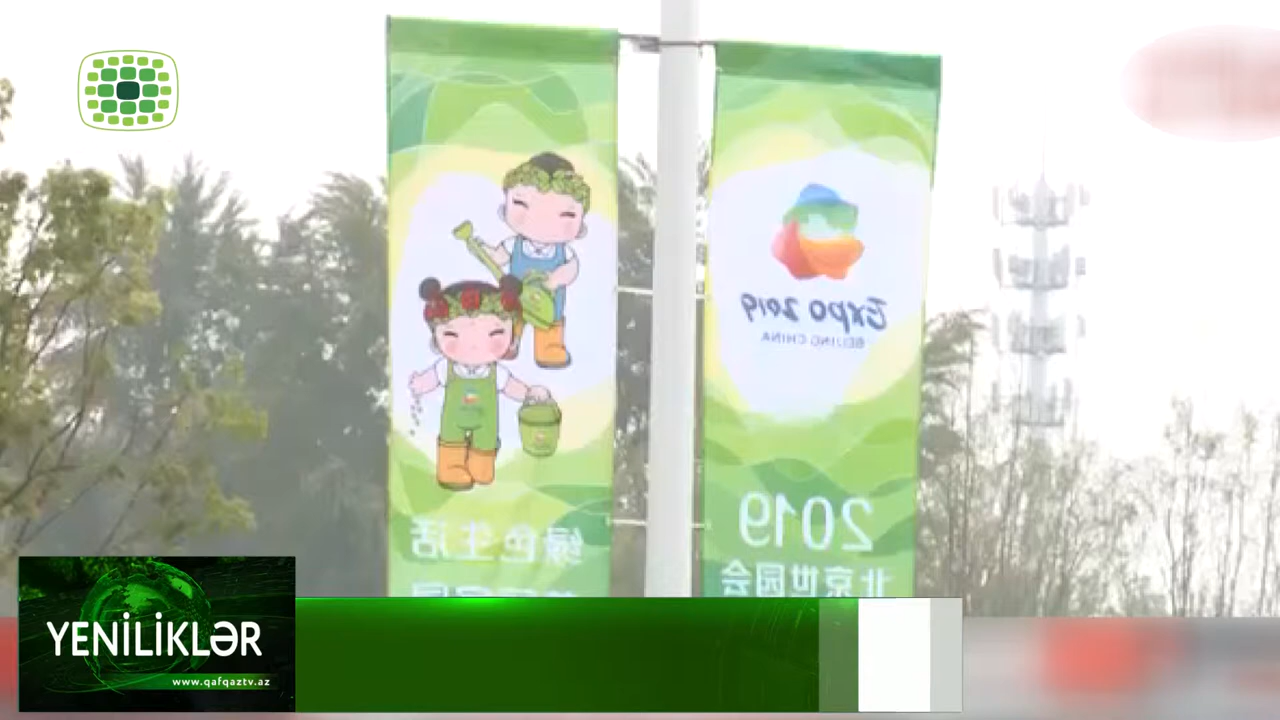 Expo 2019
BEIJING CHINA
2019
北京世园会
绿色生活
YENİLİKLƏR
www.qafqaztv.az